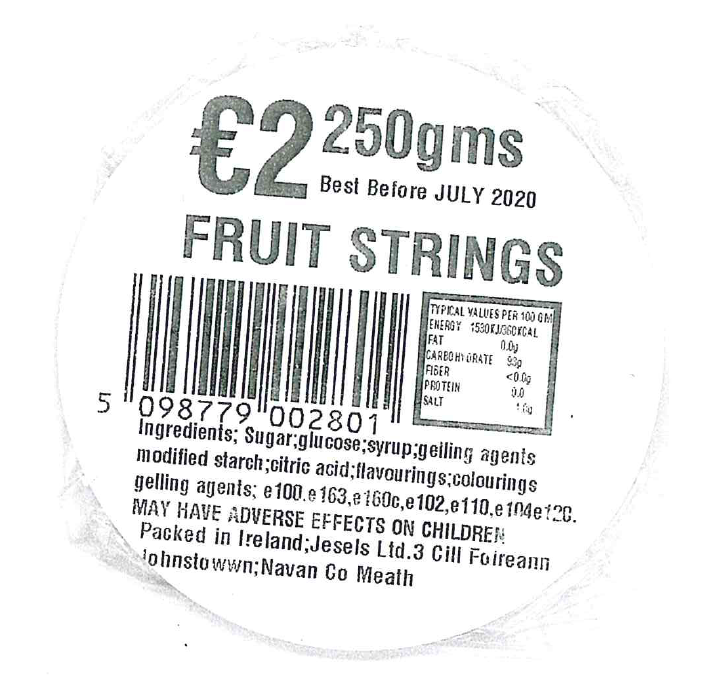 €2 250gms
Best Before JULY 2020
FRUIT STRINGS
TYPICAL VALUES PER 100 GM
ENERGY 1530KJ/360KCAL
FAT 0.0g
CARBOHYDRATE 93g
FIBER <0.0g
PROTEIN 0.0
SALT
5 098779 002801
Ingredients; Sugar;glucose;syrup;gelling agents
modified starch;citric acid;flavourings;colourings
gelling agents; e100.e163,e160c,e102,e110,e104e120.
MAY HAVE ADVERSE EFFECTS ON CHILDREN
Packed in Ireland;Jesels Ltd.3 Cill Foireann
Johnstowwn;Navan Co Meath